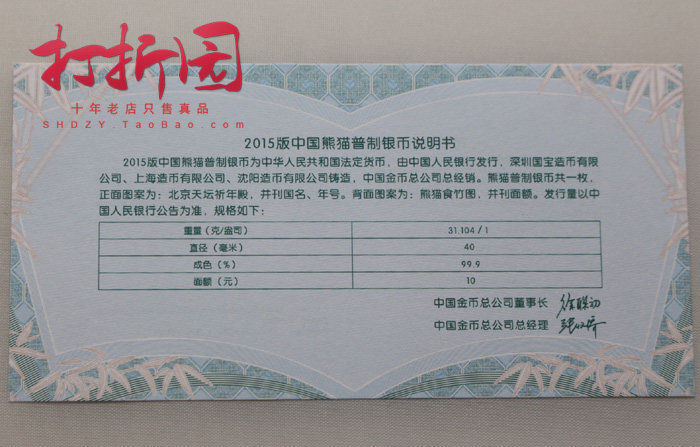 打折园
十年老店只售真品
SHDZY.TaoBao.com
2015版中国熊猫普制银币说明书
2015版中国熊猫普制银币为中华人民共和国法定货币，由中国人民银行发行，深圳国宝造币有限
公司、上海造币有限公司、沈阳造币有限公司铸造，中国金币总公司总经销。熊猫普制银币共一枚，
正面图案为：北京天坛祈年殿，并刊国名、年号。背面图案为：熊猫食竹图，并刊面额。发行量以中
国人民银行公告为准，规格如下：
重量（克/盎司） 31.104 / 1
直径（毫米） 40
成色（%） 99.9
面额（元） 10
中国金币总公司董事长
中国金币总公司总经理